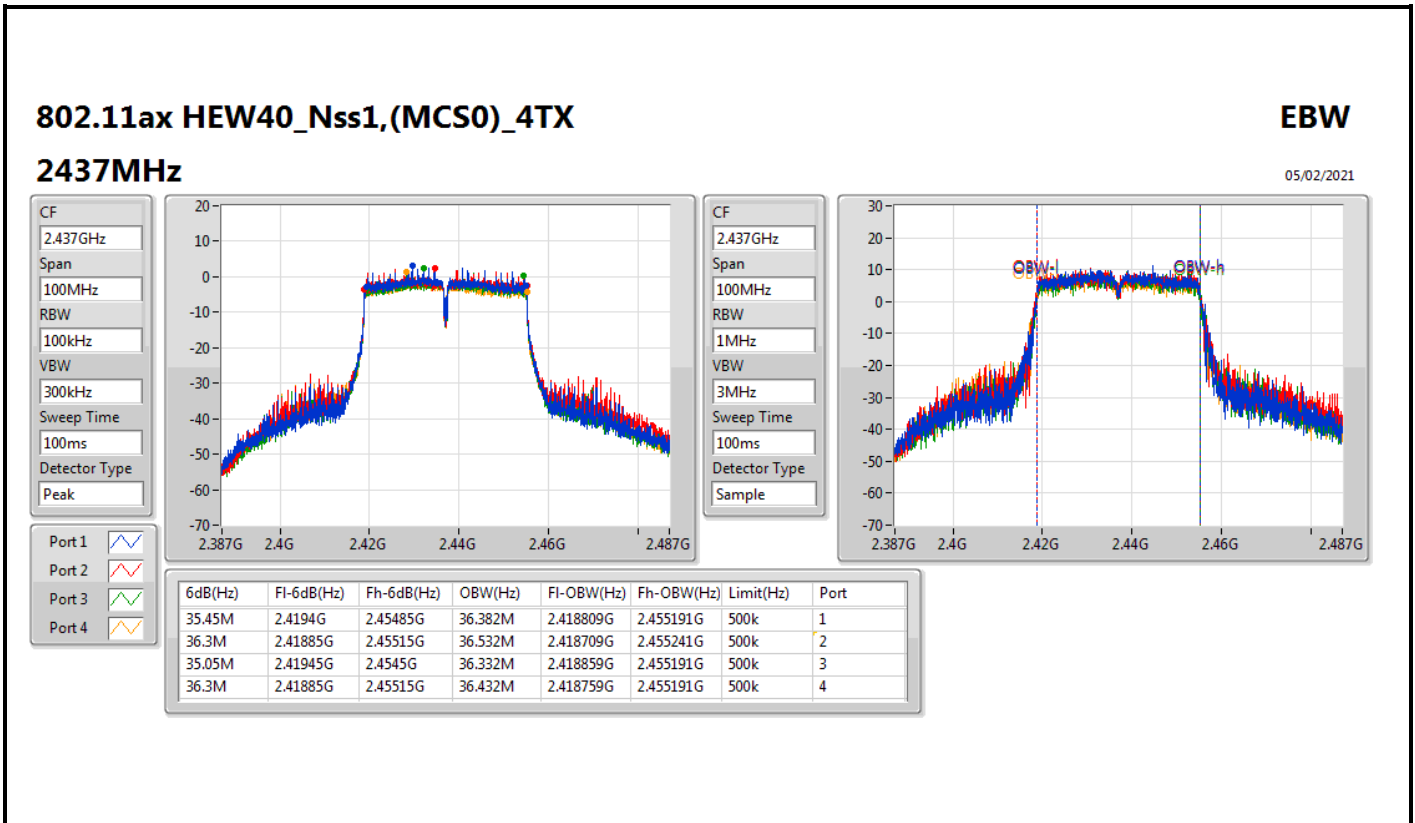 802.11ax HEW40_Nss1,(MCS0)_4TX
EBW
2437MHz
05/02/2021
CF
2.437GHz
Span
100MHz
RBW
100kHz
VBW
300kHz
Sweep Time
100ms
Detector Type
Peak
20
10
0
-10
-20
-30
-40
-50
-60
-70
2.387G 2.4G 2.42G 2.44G 2.46G 2.487G
CF
2.437GHz
Span
100MHz
RBW
1MHz
VBW
3MHz
Sweep Time
100ms
Detector Type
Sample
30
20
10
0
-10
-20
-30
-40
-50
-60
-70
OBW-l OBW-h
2.387G 2.4G 2.42G 2.44G 2.46G 2.487G
Port 1
Port 2
Port 3
Port 4
6dB(Hz) Fl-6dB(Hz) Fh-6dB(Hz) OBW(Hz) Fl-OBW(Hz) Fh-OBW(Hz) Limit(Hz) Port
35.45M 2.4194G 2.45485G 36.382M 2.418809G 2.455191G 500k 1
36.3M 2.41885G 2.45515G 36.532M 2.418709G 2.455241G 500k 2
35.05M 2.41945G 2.4545G 36.332M 2.418859G 2.455191G 500k 3
36.3M 2.41885G 2.45515G 36.432M 2.418759G 2.455191G 500k 4